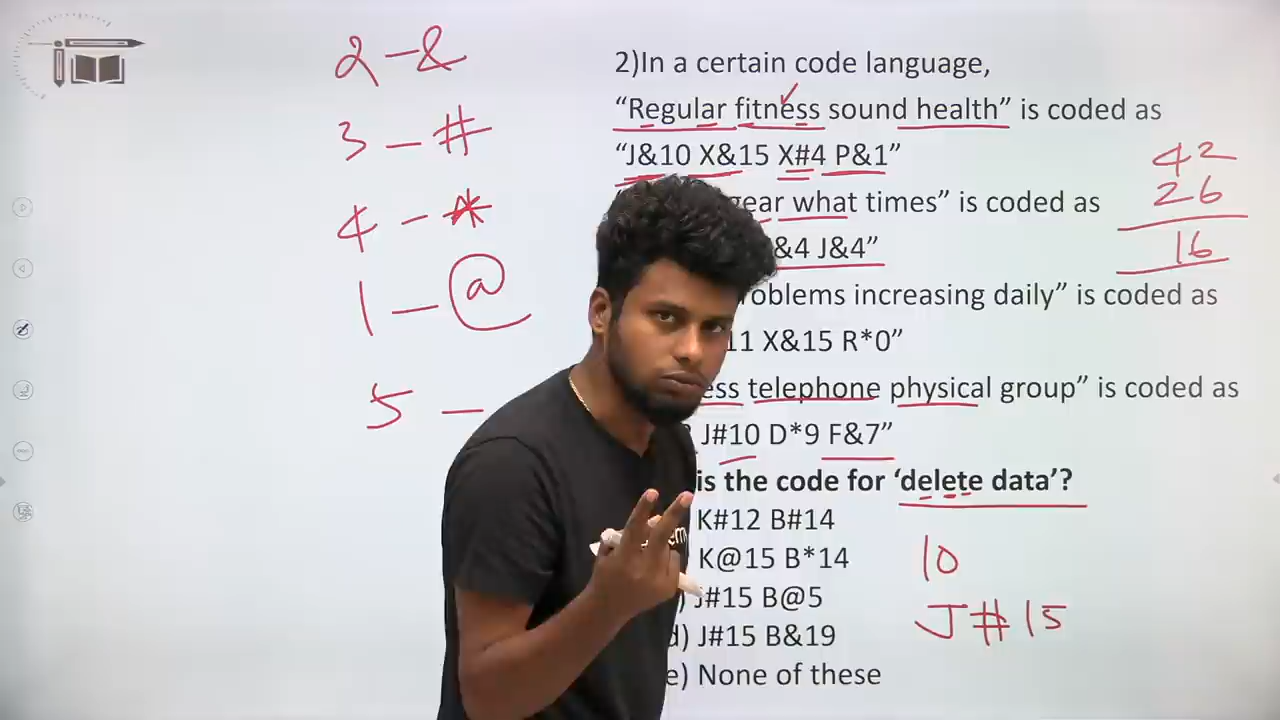 2 - &
3 - #
4 - *
1 - @
5 -
2)In a certain code language,
“Regular fitness sound health” is coded as
“J&10 X&15 X#4 P&1”
gear what times” is coded as
&4 J&4”
roblems increasing daily” is coded as
11 X&15 R*0”
ess telephone physical group” is coded as
J#10 D*9 F&7”
is the code for ‘delete data’?
K#12 B#14
K@15 B*14
) J#15 B@5
d) J#15 B&19
e) None of these
42
26
16
10
J#15